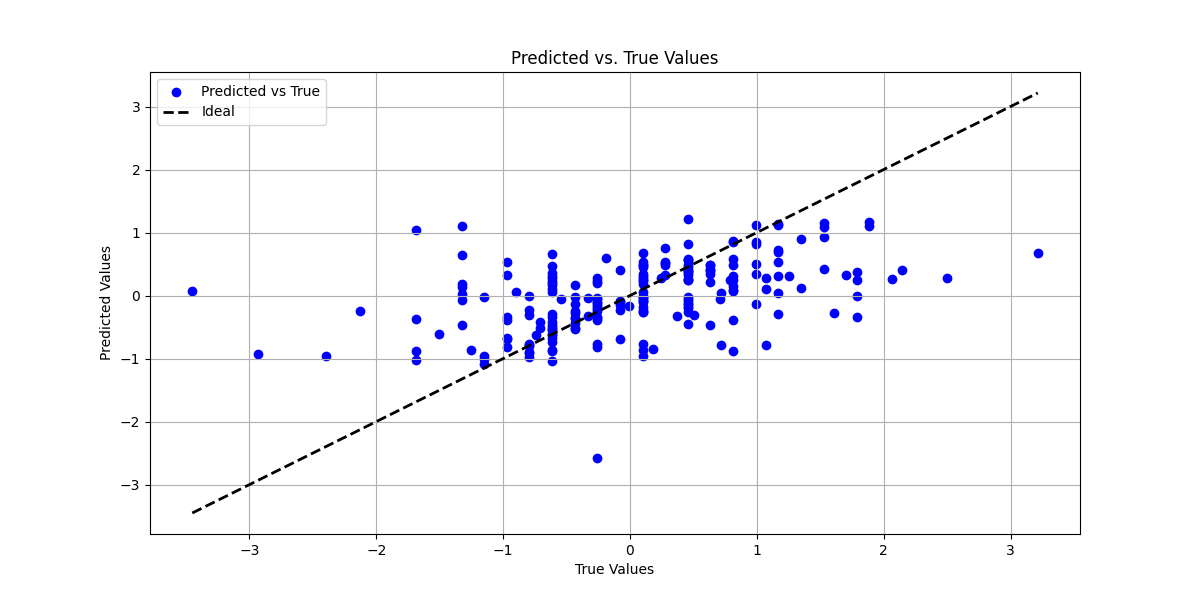 Predicted vs. True Values
Predicted vs True
Ideal
Predicted Values
3
2
1
0
−1
−2
−3
−3
−2
−1
0
1
2
3
True Values